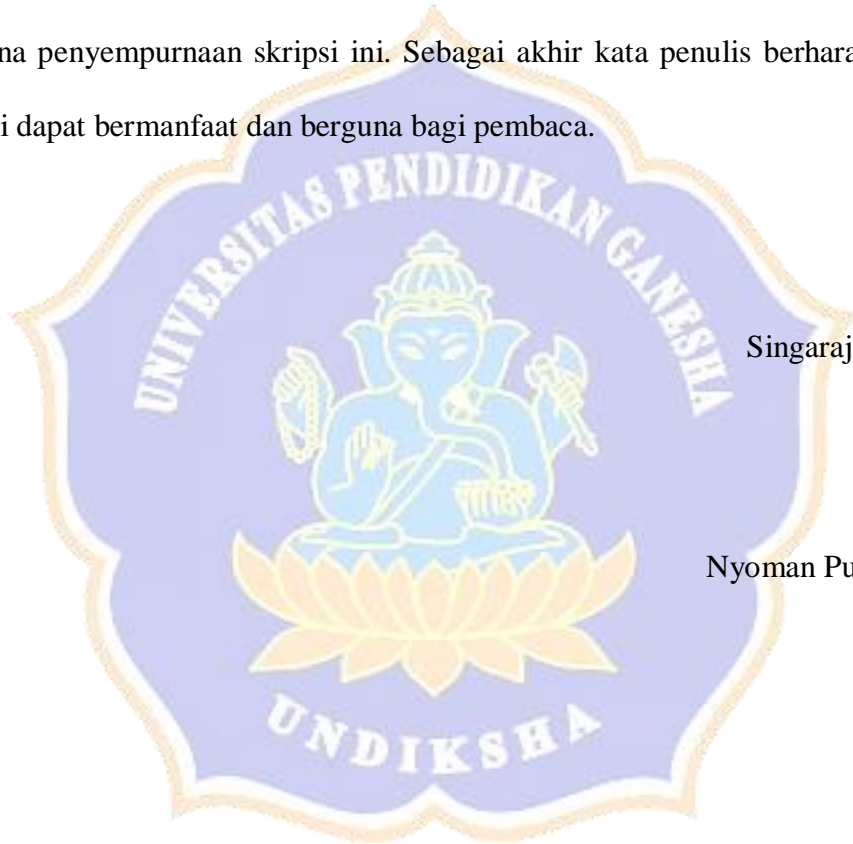 na penyempurnaan skripsi ini. Sebagai akhir kata penulis berhara
i dapat bermanfaat dan berguna bagi pembaca.
UNIVERSITAS PENDIDIKAN GANESHA
Singaraj
Nyoman Pu
UNDIKSHA